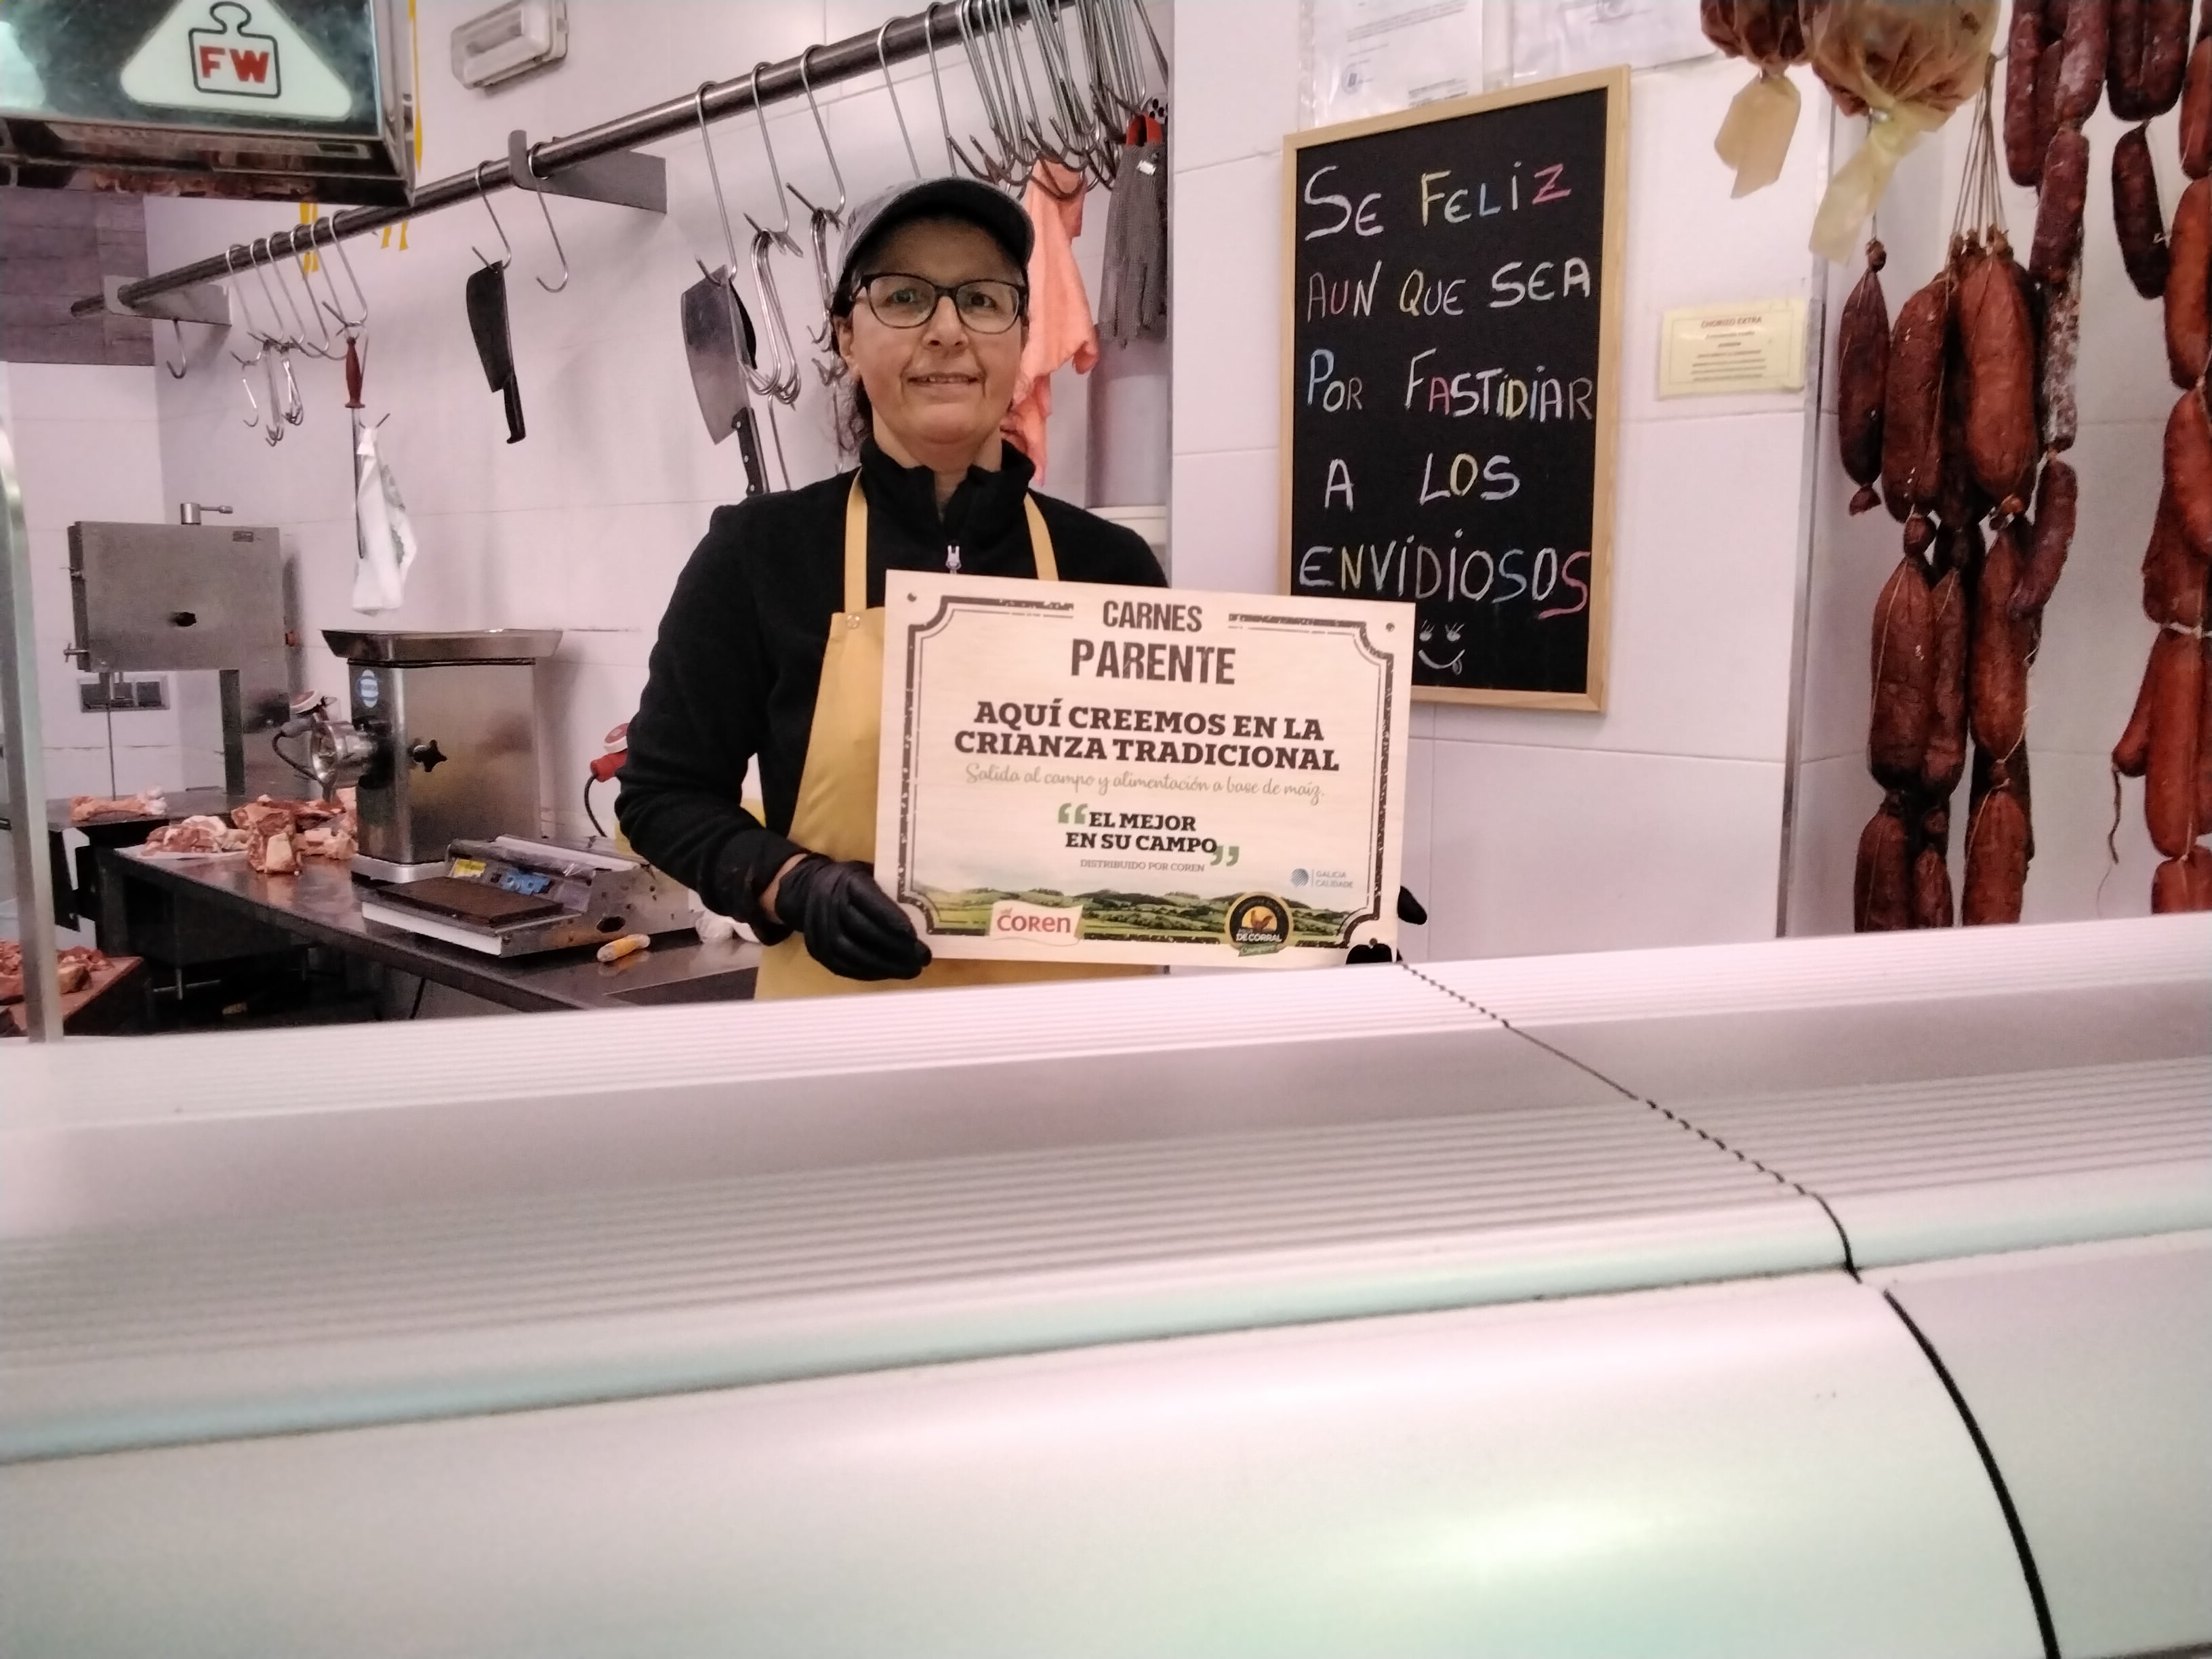 FW
SE FELIZ
AUN QUE SEA
POR FASTIDIAR
A LOS
ENVIDIOSOS
CHORIZO EXTRA
CARNES
PARENTE
AQUÍ CREEMOS EN LA
CRIANZA TRADICIONAL
Salida al campo y alimentación a base de maíz.
“EL MEJOR
EN SU CAMPO”
DISTRIBUIDO POR COREN
GALICIA
CALIDADE
COREN
DE CORRAL